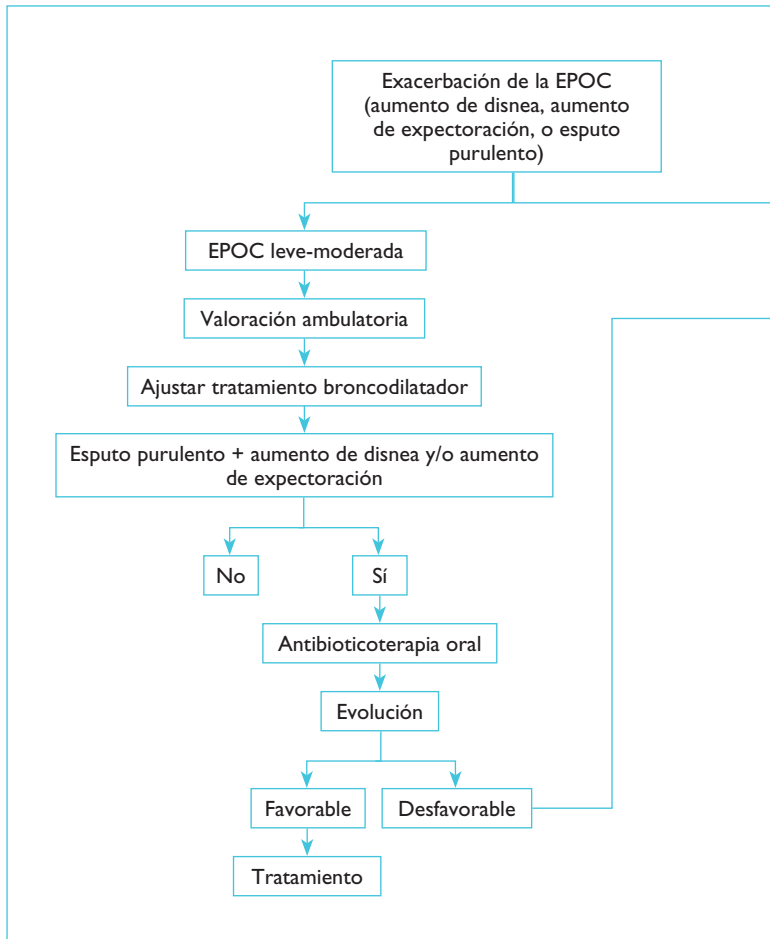 Exacerbación de la EPOC
(aumento de disnea, aumento
de expectoración, o esputo
purulento)
EPOC leve-moderada
Valoración ambulatoria
Ajustar tratamiento broncodilatador
Esputo purulento + aumento de disnea y/o aumento
de expectoración
No
Sí
Antibioticoterapia oral
Evolución
Favorable
Desfavorable
Tratamiento